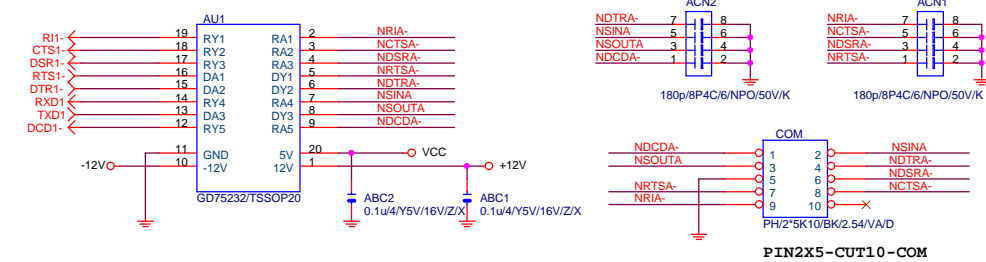 AU1
RI1- 19 RY1 RA1 2 NRIA-
CTS1- 18 RY2 RA2 3 NCTSA-
DSR1- 17 RY3 RA3 4 NDSRA-
RTS1- 16 DA1 DY1 5 NRTSA-
DTR1- 15 DA2 DY2 6 NDTRA-
RXD1 14 RY4 RA4 7 NSINA
TXD1 13 DA3 DY3 8 NSOUTA
DCD1- 12 RY5 RA5 9 NDCDA-
11 GND 5V 20 VCC
-12V 10 -12V 12V 1 +12V
GD75232/TSSOP20
ABC2
0.1u/4/Y5V/16V/Z/X
ABC1
0.1u/4/Y5V/16V/Z/X
ACN2
NDTRA- 7 8
NSINA 5 6
NSOUTA 3 4
NDCDA- 1 2
180p/8P4C/6/NPO/50V/K
ACN1
NRIA- 7 8
NCTSA- 5 6
NDSRA- 3 4
NRTSA- 1 2
180p/8P4C/6/NPO/50V/K
COM
NDCDA- 1 2 NSINA
NSOUTA 3 4 NDTRA-
5 6 NDSRA-
NRTSA- 7 8 NCTSA-
NRIA- 9 10
PH/2*5K10/BK/2.54/VA/D
PIN2X5-CUT10-COM